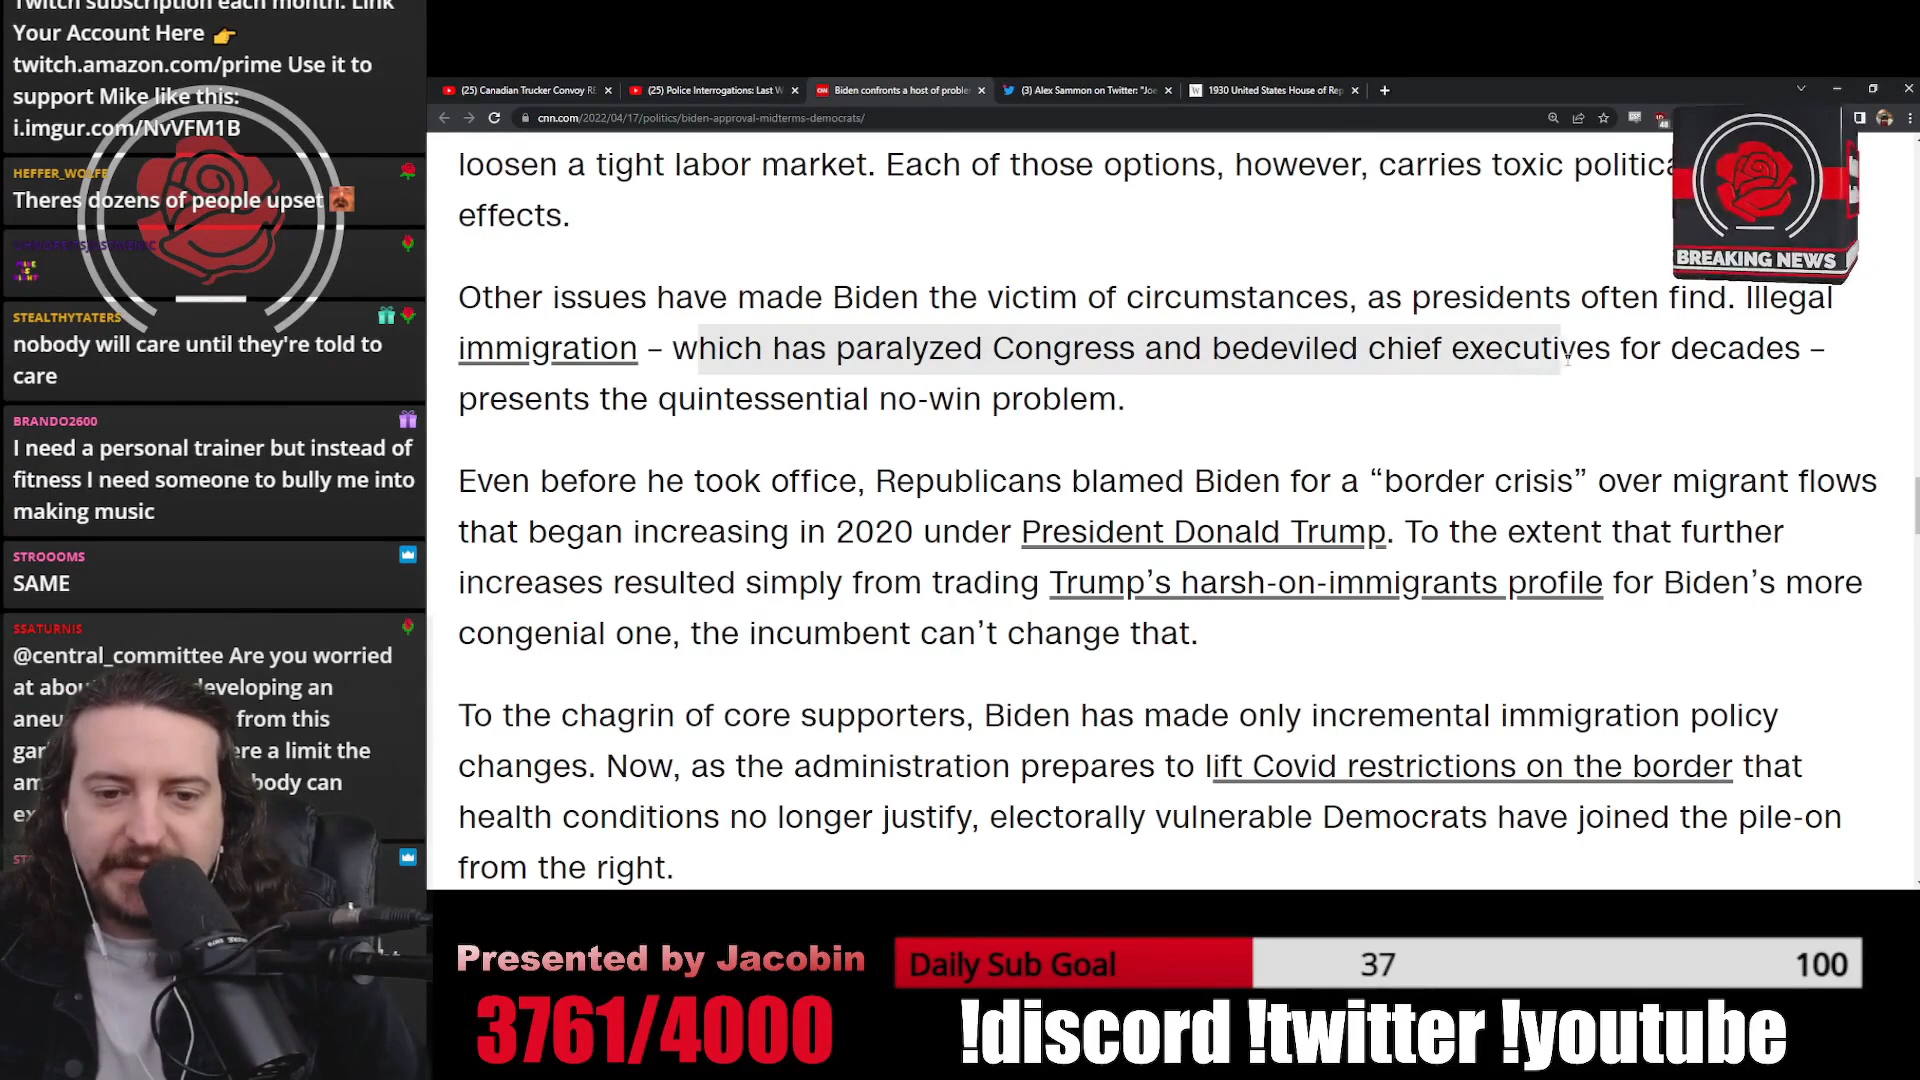 Twitch subscription each month. Link
Your Account Here 👉
twitch.amazon.com/prime Use it to
support Mike like this:
i.imgur.com/NvVFM1B
HEFFER_WOLFE
Theres dozens of people upset
STEALTHYTATERS
nobody will care until they're told to
care
BRANDO2600
I need a personal trainer but instead of
fitness I need someone to bully me into
making music
STROOOMS
SAME
SSATURNIS
@central_committee Are you worried
at developing an
from this
ere a limit the
body can
(25) Canadian Trucker Convoy RE
(25) Police Interrogations: Last W
Biden confronts a host of proble
(3) Alex Sammon on Twitter: "Joe
1930 United States House of Rep
cnn.com/2022/04/17/politics/biden-approval-midterms-democrats/
loosen a tight labor market. Each of those options, however, carries toxic politica
effects.
Other issues have made Biden the victim of circumstances, as presidents often find. Illegal
immigration – which has paralyzed Congress and bedeviled chief executives for decades –
presents the quintessential no-win problem.
Even before he took office, Republicans blamed Biden for a “border crisis” over migrant flows
that began increasing in 2020 under President Donald Trump. To the extent that further
increases resulted simply from trading Trump’s harsh-on-immigrants profile for Biden’s more
congenial one, the incumbent can’t change that.
To the chagrin of core supporters, Biden has made only incremental immigration policy
changes. Now, as the administration prepares to lift Covid restrictions on the border that
health conditions no longer justify, electorally vulnerable Democrats have joined the pile-on
from the right.
BREAKING NEWS
Presented by Jacobin
3761/4000
Daily Sub Goal 37 100
!discord !twitter !youtube